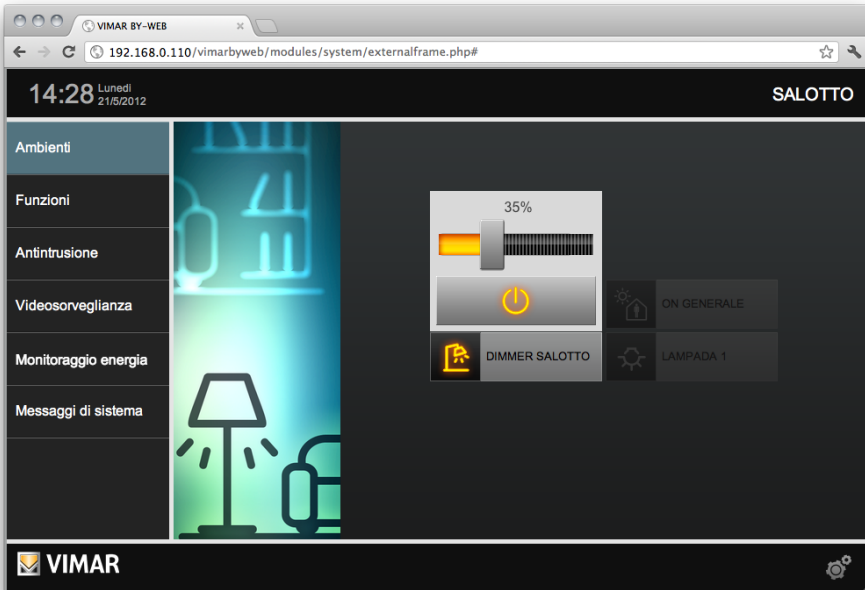 VIMAR BY-WEB
192.168.0.110/vimarbyweb/modules/system/externalframe.php#
14:28 Lunedì
21/5/2012
SALOTTO
Ambienti
Funzioni
Antintrusione
Videosorveglianza
Monitoraggio energia
Messaggi di sistema
35%
ON GENERALE
DIMMER SALOTTO
LAMPADA 1
VIMAR